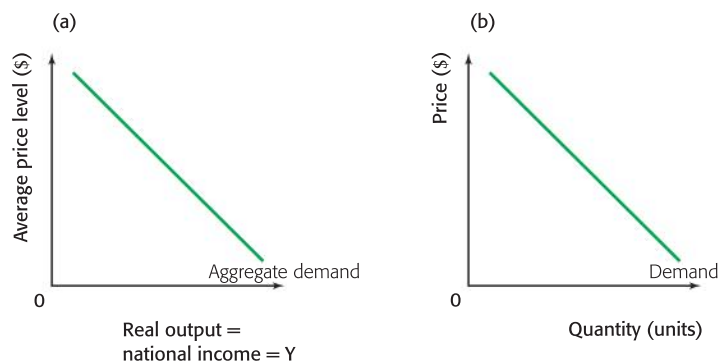 (a)
Average price level ($)
Aggregate demand
0
Real output =
national income = Y
(b)
Price ($)
Demand
0
Quantity (units)